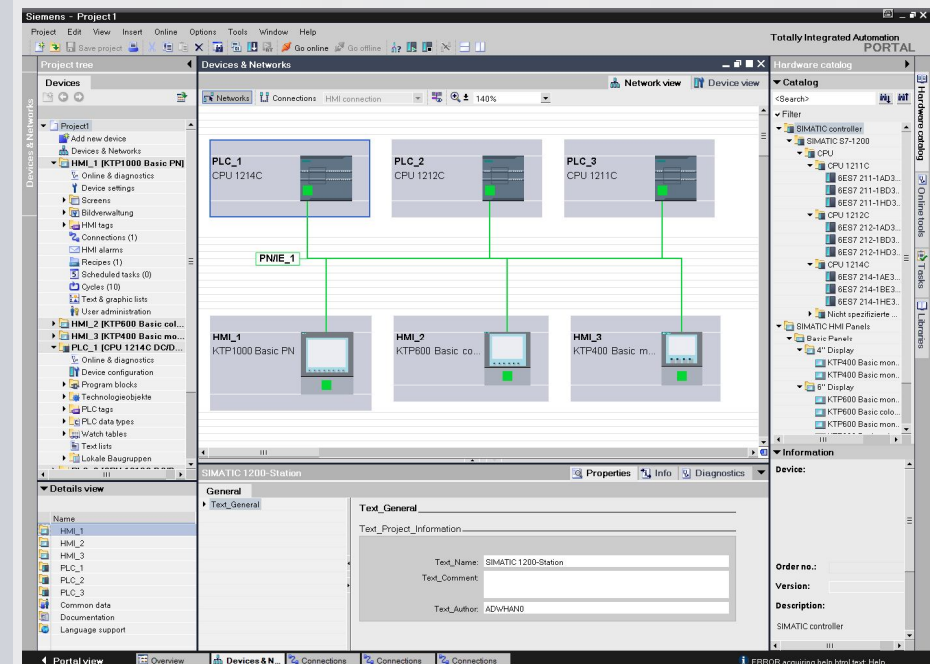 Siemens - Project1
Project Edit View Insert Online Options Tools Window Help
Totally Integrated Automation
PORTAL
Save project
Go online
Go offline
Project tree
Devices & Networks
Hardware catalog
Devices
Network view
Device view
Catalog
Networks
Connections
HMI connection
140%
<Search>
Filter
Project1
Add new device
Devices & Networks
HMI_1 [KTP1000 Basic PN]
Online & diagnostics
Device settings
Screens
Bildverwaltung
HMI tags
Connections (1)
HMI alarms
Recipes (1)
Scheduled tasks (0)
Cycles (10)
Text & graphic lists
User administration
HMI_2 [KTP600 Basic col...
HMI_3 [KTP400 Basic mo...
PLC_1 [CPU 1214C DC/D...
Online & diagnostics
Device configuration
Program blocks
Technologieobjekte
PLC tags
PLC data types
Watch tables
Text lists
Lokale Baugruppen
PLC_1
CPU 1214C
PLC_2
CPU 1212C
PLC_3
CPU 1211C
PN/IE_1
HMI_1
KTP1000 Basic PN
HMI_2
KTP600 Basic co...
HMI_3
KTP400 Basic m...
SIMATIC controller
SIMATIC S7-1200
CPU
CPU 1211C
6ES7 211-1AD3...
6ES7 211-1BD3...
6ES7 211-1HD3...
CPU 1212C
6ES7 212-1AD3...
6ES7 212-1BD3...
6ES7 212-1HD3...
CPU 1214C
6ES7 214-1AE3...
6ES7 214-1BE3...
6ES7 214-1HE3...
Nicht spezifizierte ...
SIMATIC HMI Panels
Basic Panels
4" Display
KTP400 Basic mon...
KTP400 Basic mon...
6" Display
KTP600 Basic mon...
KTP600 Basic colo...
KTP600 Basic mon...
Devices & Networks
Hardware catalog
Online tools
Tasks
Libraries
SIMATIC 1200-Station
Properties
Info
Diagnostics
General
Text_General
Text_General
Text_Project_Information
Text_Name: SIMATIC 1200-Station
Text_Comment:
Text_Author: ADWHAN0
Details view
Name
HMI_1
HMI_2
HMI_3
PLC_1
PLC_2
PLC_3
Common data
Documentation
Language support
Information
Device:
Order no.:
Version:
Description:
SIMATIC controller
Portal view
Overview
Devices & N...
Connections
Connections
Connections
ERROR acquiring help html text: Help